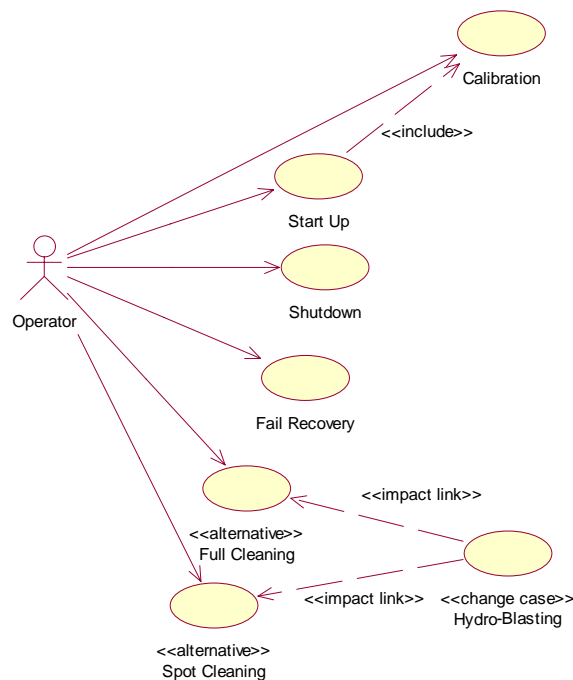 Calibration
<<include>>
Start Up
Shutdown
Operator
Fail Recovery
<<impact link>>
<<alternative>>
Full Cleaning
<<impact link>>
<<change case>>
Hydro-Blasting
<<alternative>>
Spot Cleaning